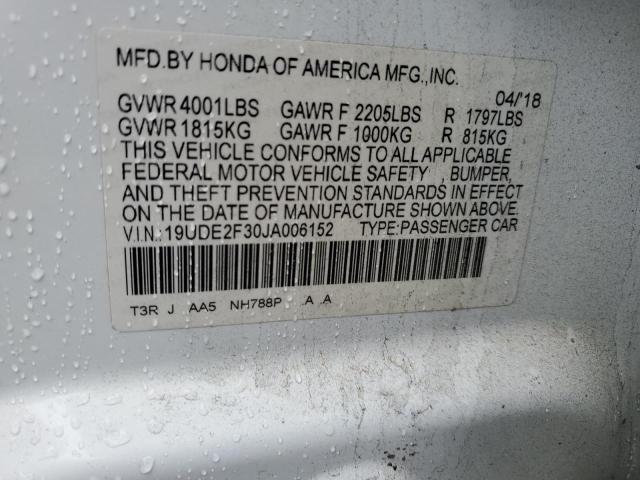 MFD.BY HONDA OF AMERICA MFG.,INC.
04/'18
GVWR 4001LBS GAWR F 2205LBS R 1797LBS
GVWR 1815KG GAWR F 1000KG R 815KG
THIS VEHICLE CONFORMS TO ALL APPLICABLE
FEDERAL MOTOR VEHICLE SAFETY , BUMPER,
AND THEFT PREVENTION STANDARDS IN EFFECT
ON THE DATE OF MANUFACTURE SHOWN ABOVE.
V.I.N.:19UDE2F30JA006152 TYPE:PASSENGER CAR
T3R J AA5 NH788P A A